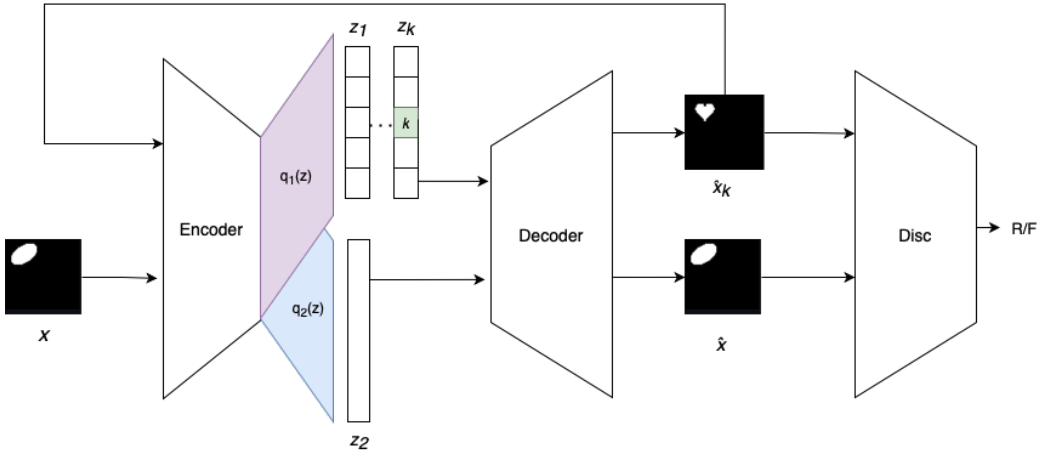 z₁
zₖ
k
q₁(z)
Encoder
q₂(z)
z₂
x
Decoder
x̂ₖ
x̂
Disc
R/F